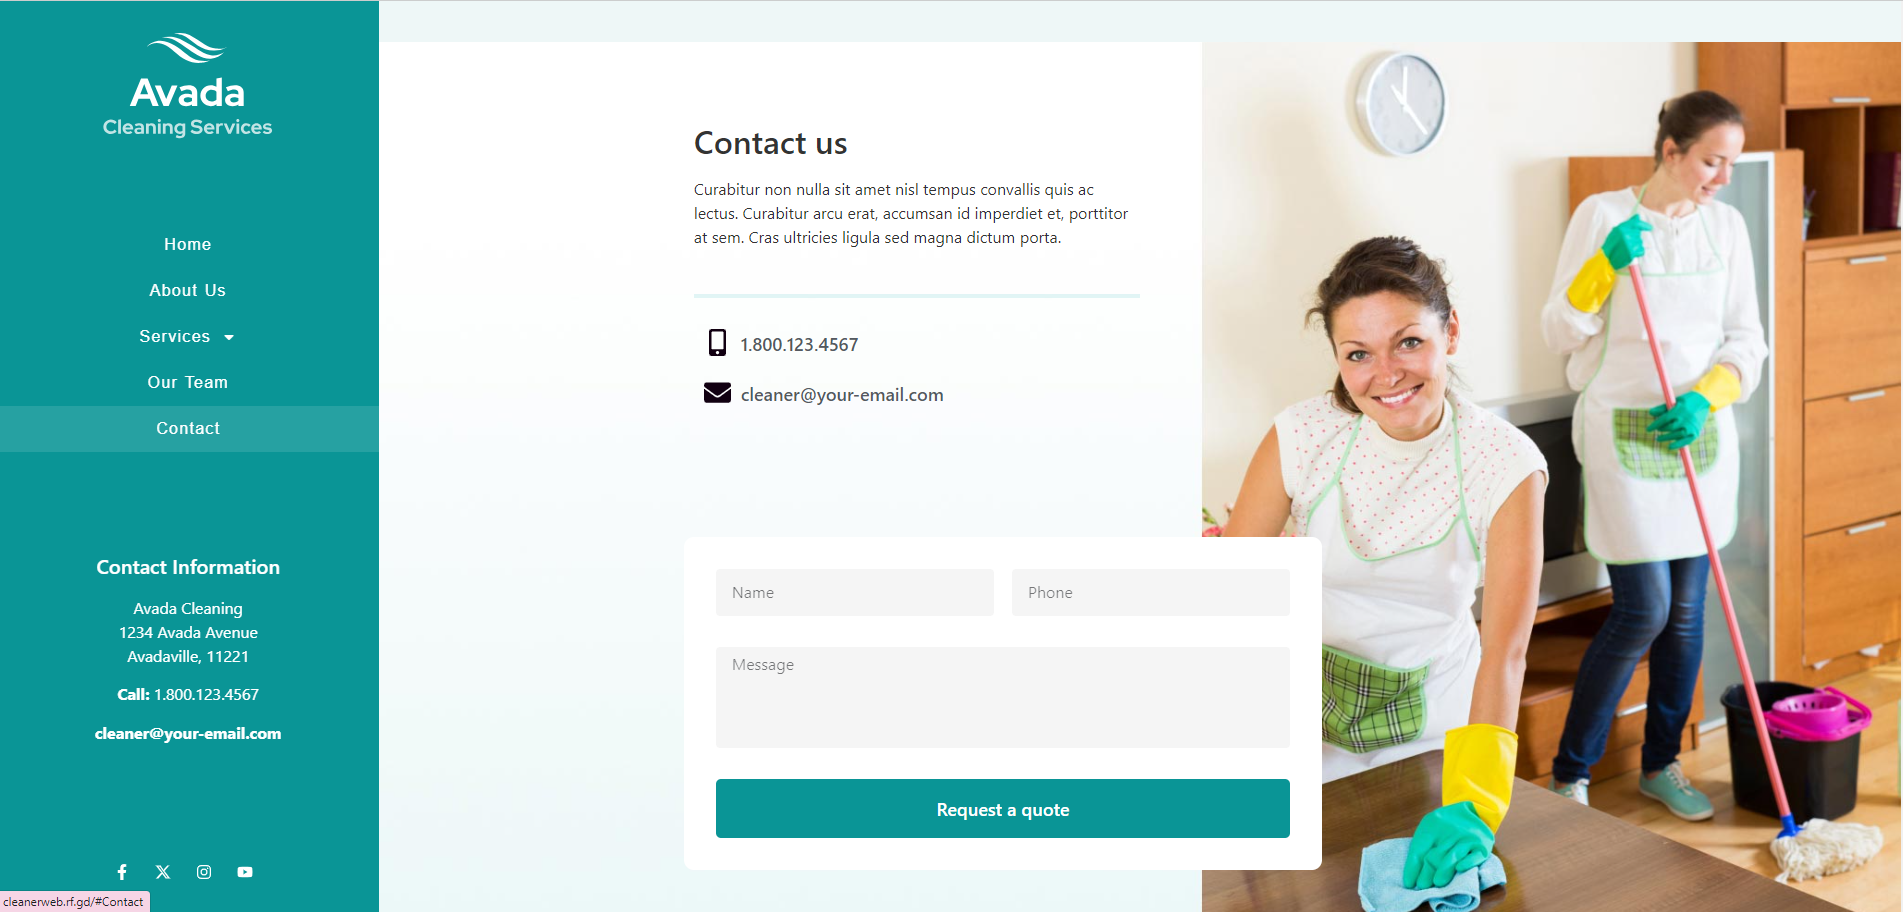 Avada
Cleaning Services
Home
About Us
Services
Our Team
Contact
Contact Information
Avada Cleaning
1234 Avada Avenue
Avadaville, 11221
Call: 1.800.123.4567
cleaner@your-email.com
cleanerweb.rf.gd/#Contact
Contact us
Curabitur non nulla sit amet nisl tempus convallis quis ac
lectus. Curabitur arcu erat, accumsan id imperdiet et, porttitor
at sem. Cras ultricies ligula sed magna dictum porta.
1.800.123.4567
cleaner@your-email.com
Name
Phone
Message
Request a quote